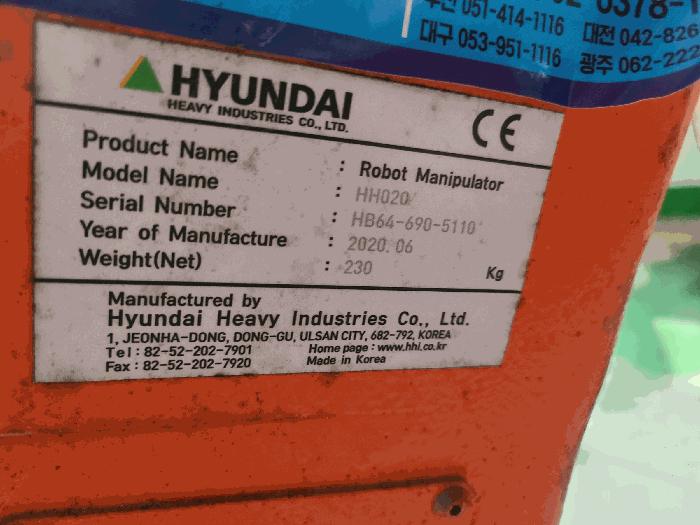 부산 051-414-1116
대구 053-951-1116 대전 042-826
광주 062-222
HYUNDAI
HEAVY INDUSTRIES CO., LTD.
CE
Product Name : Robot Manipulator
Model Name : HH020
Serial Number : HB64-690-5110
Year of Manufacture : 2020.06
Weight(Net) : 230 Kg
Manufactured by
Hyundai Heavy Industries Co., Ltd.
1, JEONHA-DONG, DONG-GU, ULSAN CITY, 682-792, KOREA
Tel : 82-52-202-7901 Home page : www.hhi.co.kr
Fax : 82-52-202-7920 Made in Korea